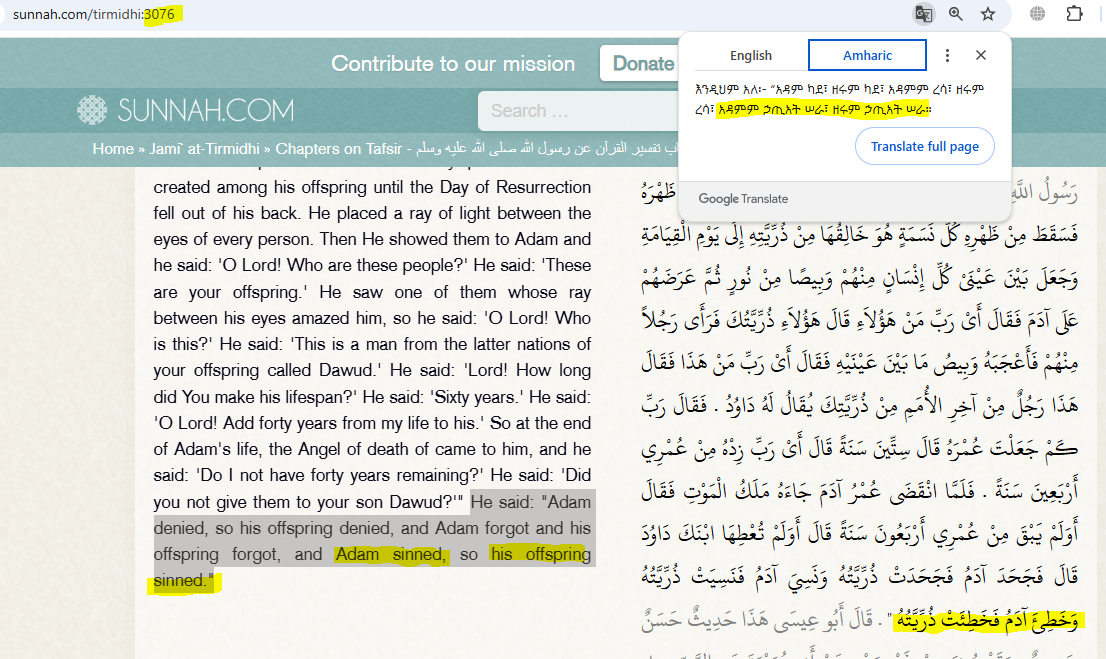 sunnah.com/tirmidhi:3076
Contribute to our mission
Donate
English
Amharic
እንዲህም አለ፡- “አዳም ካደ፣ ዘሩም ካደ፣ አዳምም ረሳ፣ ዘሩም
ረሳ፣ አዳምም ኃጢአት ሠራ፣ ዘሩም ኃጢአት ሠራ።
Translate full page
Google Translate
SUNNAH.COM
Search …
Home » Jami` at-Tirmidhi » Chapters on Tafsir - اب تفسير القرآن عن رسول الله صلى الله عليه وسلم
created among his offspring until the Day of Resurrection
fell out of his back. He placed a ray of light between the
eyes of every person. Then He showed them to Adam and
he said: 'O Lord! Who are these people?' He said: 'These
are your offspring.' He saw one of them whose ray
between his eyes amazed him, so he said: 'O Lord! Who
is this?' He said: 'This is a man from the latter nations of
your offspring called Dawud.' He said: 'Lord! How long
did You make his lifespan?' He said: 'Sixty years.' He said:
'O Lord! Add forty years from my life to his.' So at the end
of Adam's life, the Angel of death of came to him, and he
said: 'Do I not have forty years remaining?' He said: 'Did
you not give them to your son Dawud?'" He said: "Adam
denied, so his offspring denied, and Adam forgot and his
offspring forgot, and Adam sinned, so his offspring
sinned."
رَسُولُ اللَّهِ ظَهْرَهُ
فَسَقَطَ مِنْ ظَهْرِهِ كُلُّ نَسَمَةٍ هُوَ خَالِقُهَا مِنْ ذُرِّيَّتِهِ إِلَى يَوْمِ الْقِيَامَةِ
وَجَعَلَ بَيْنَ عَيْنَىْ كُلِّ إِنْسَانٍ مِنْهُمْ وَبِيصًا مِنْ نُورٍ ثُمَّ عَرَضَهُمْ
عَلَى آدَمَ فَقَالَ أَىْ رَبِّ مَنْ هَؤُلاَءِ قَالَ هَؤُلاَءِ ذُرِّيَّتُكَ فَرَأَى رَجُلاً
مِنْهُمْ فَأَعْجَبَهُ وَبِيصُ مَا بَيْنَ عَيْنَيْهِ فَقَالَ أَىْ رَبِّ مَنْ هَذَا فَقَالَ
هَذَا رَجُلٌ مِنْ آخِرِ الأُمَمِ مِنْ ذُرِّيَّتِكَ يُقَالُ لَهُ دَاوُدُ . فَقَالَ رَبِّ
كَمْ جَعَلْتَ عُمْرَهُ قَالَ سِتِّينَ سَنَةً قَالَ أَىْ رَبِّ زِدْهُ مِنْ عُمْرِي
أَرْبَعِينَ سَنَةً . فَلَمَّا انْقَضَى عُمْرُ آدَمَ جَاءَهُ مَلَكُ الْمَوْتِ فَقَالَ
أَوَلَمْ يَبْقَ مِنْ عُمْرِي أَرْبَعُونَ سَنَةً قَالَ أَوَلَمْ تُعْطِهَا ابْنَكَ دَاوُدَ
قَالَ فَجَحَدَ آدَمُ فَجَحَدَتْ ذُرِّيَّتُهُ وَنَسِيَ آدَمُ فَنَسِيَتْ ذُرِّيَّتُهُ
وَخَطِئَ آدَمُ فَخَطِئَتْ ذُرِّيَّتُهُ " . قَالَ أَبُو عِيسَى هَذَا حَدِيثٌ حَسَنٌ